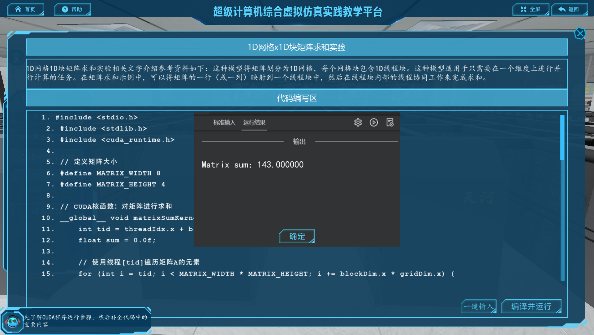 首页
帮助
超级计算机综合虚拟仿真实践教学平台
全屏
返回
1D网格x1D块矩阵求和实践
1D网格1D块矩阵求和实验相关文字介绍参考资料如下：这种模型将矩阵划分为1D网格，每个网格块包含1D线程块。这种模型适用于只需要在一个维度上进行并
行计算的任务。在矩阵求和示例中，可以将矩阵的一行（或一列）映射到一个线程块中，然后在线程块内部的线程协同工作来完成求和。
代码编写区
1. #include <stdio.h>
2. #include <stdlib.h>
3. #include <cuda_runtime.h>
4.
5. // 定义矩阵大小
6. #define MATRIX_WIDTH 8
7. #define MATRIX_HEIGHT 4
8.
9. // CUDA核函数：对矩阵进行求和
10. __global__ void matrixSumKern
11. int tid = threadIdx.x + b
12. float sum = 0.0f;
13.
14. // 使用线程[tid]遍历矩阵A的元素
15. for (int i = tid; i < MATRIX_WIDTH * MATRIX_HEIGHT; i += blockDim.x * gridDim.x) {
标准输入 运行结果
输出
Matrix sum: 143.000000
确定
一键填入
编译并运行